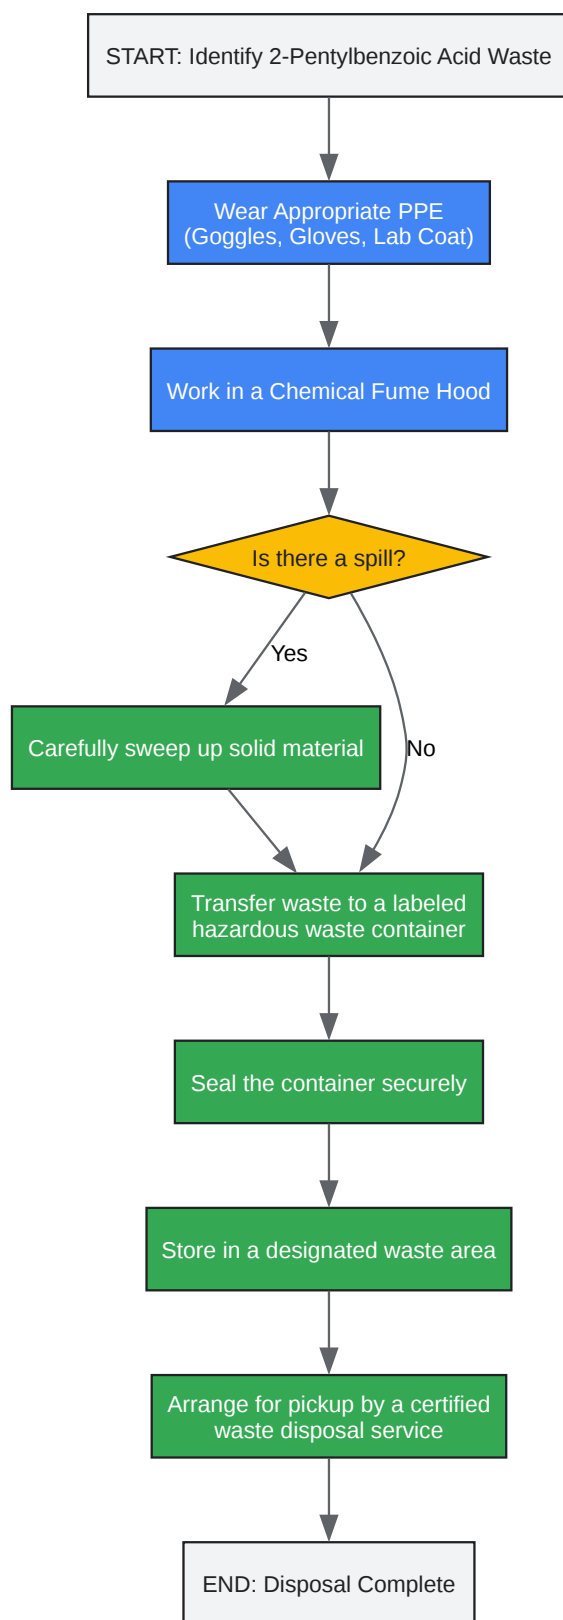 START: Identify 2-Pentylbenzoic Acid Waste
Wear Appropriate PPE
(Goggles, Gloves, Lab Coat)
Work in a Chemical Fume Hood
Is there a spill?
Yes
Carefully sweep up solid material
No
Transfer waste to a labeled
hazardous waste container
Seal the container securely
Store in a designated waste area
Arrange for pickup by a certified
waste disposal service
END: Disposal Complete